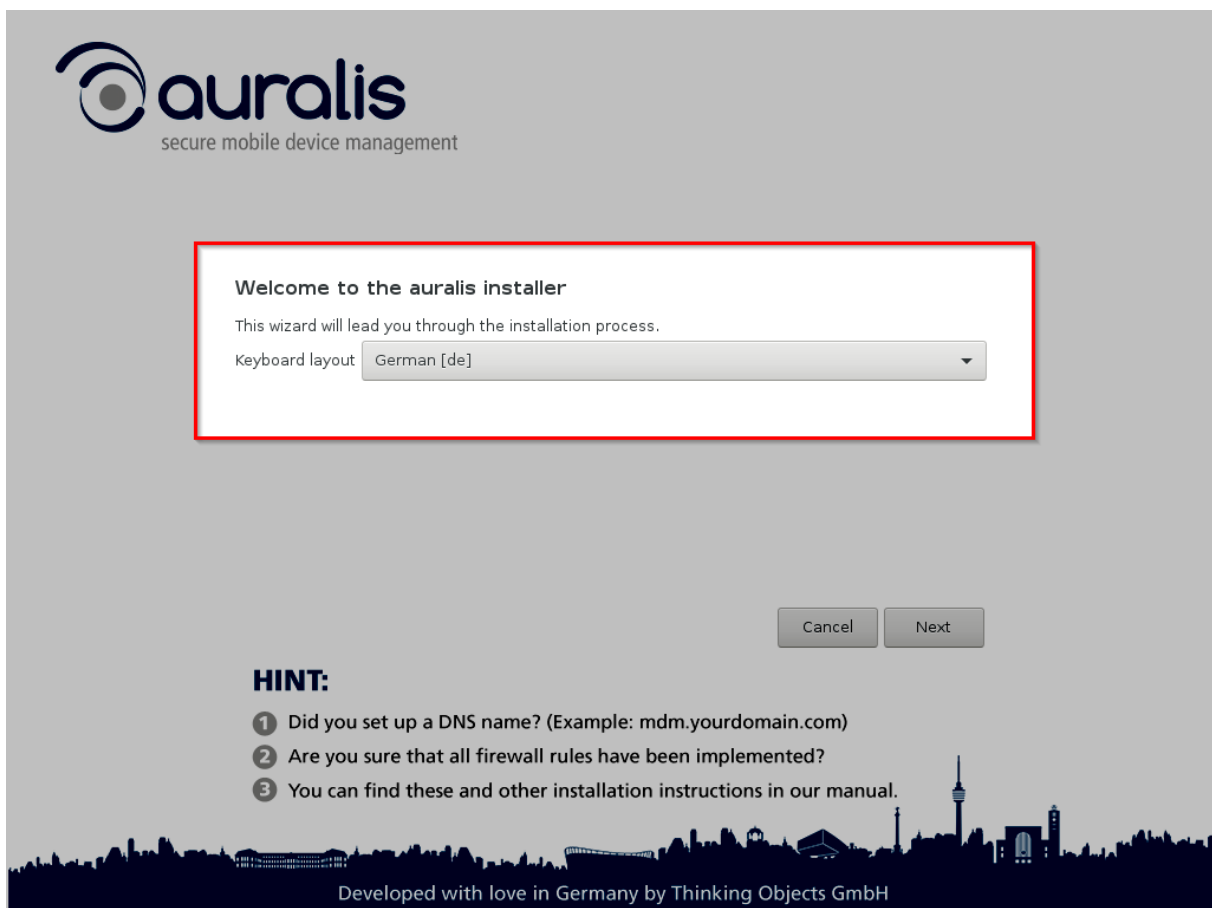 auralis
secure mobile device management
Welcome to the auralis installer
This wizard will lead you through the installation process.
Keyboard layout German [de]
Cancel Next
HINT:
1 Did you set up a DNS name? (Example: mdm.yourdomain.com)
2 Are you sure that all firewall rules have been implemented?
3 You can find these and other installation instructions in our manual.
Developed with love in Germany by Thinking Objects GmbH